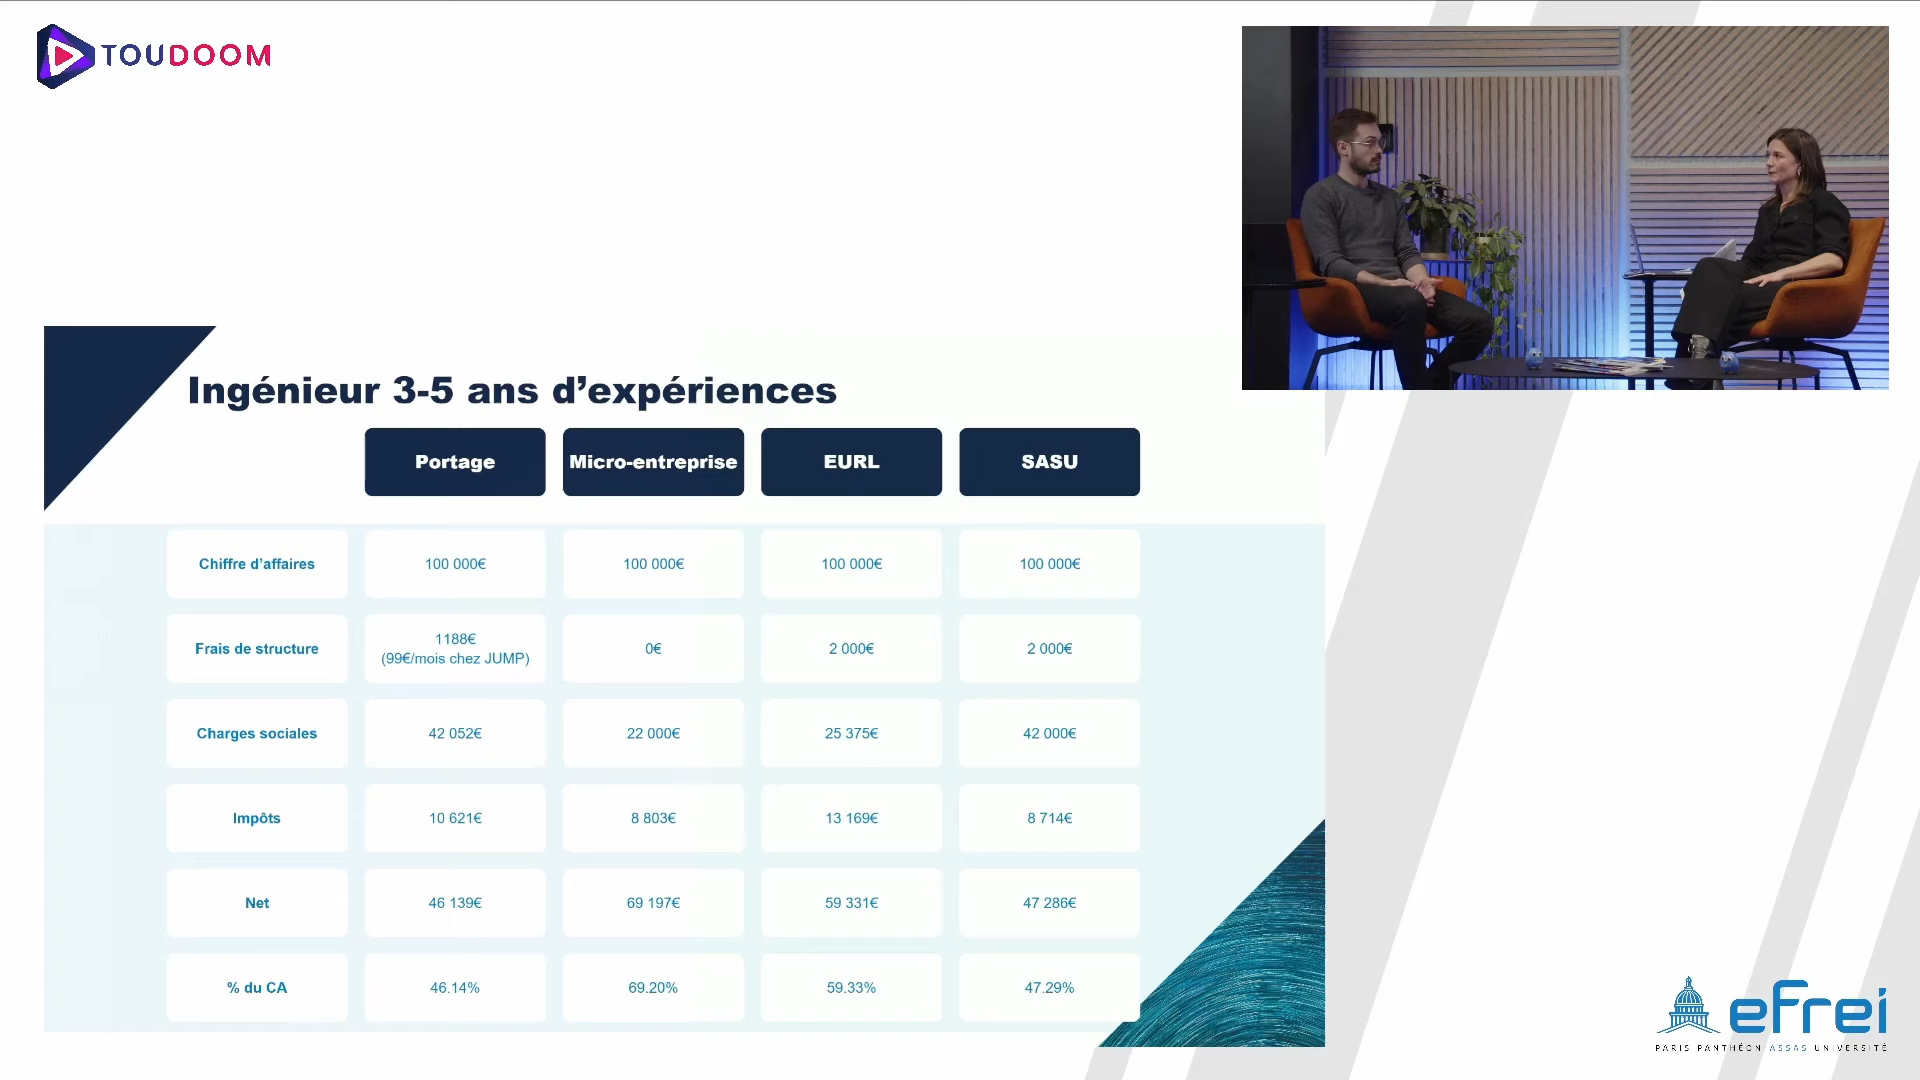 TOUDOOM
Ingénieur 3-5 ans d’expériences
Portage Micro-entreprise EURL SASU
Chiffre d’affaires 100 000€ 100 000€ 100 000€ 100 000€
Frais de structure 1188€ (99€/mois chez JUMP) 0€ 2 000€ 2 000€
Charges sociales 42 052€ 22 000€ 25 375€ 42 000€
Impôts 10 621€ 8 803€ 13 169€ 8 714€
Net 46 139€ 69 197€ 59 331€ 47 286€
% du CA 46.14% 69.20% 59.33% 47.29%
efrei
PARIS PANTHÉON ASSAS UNIVERSITÉ